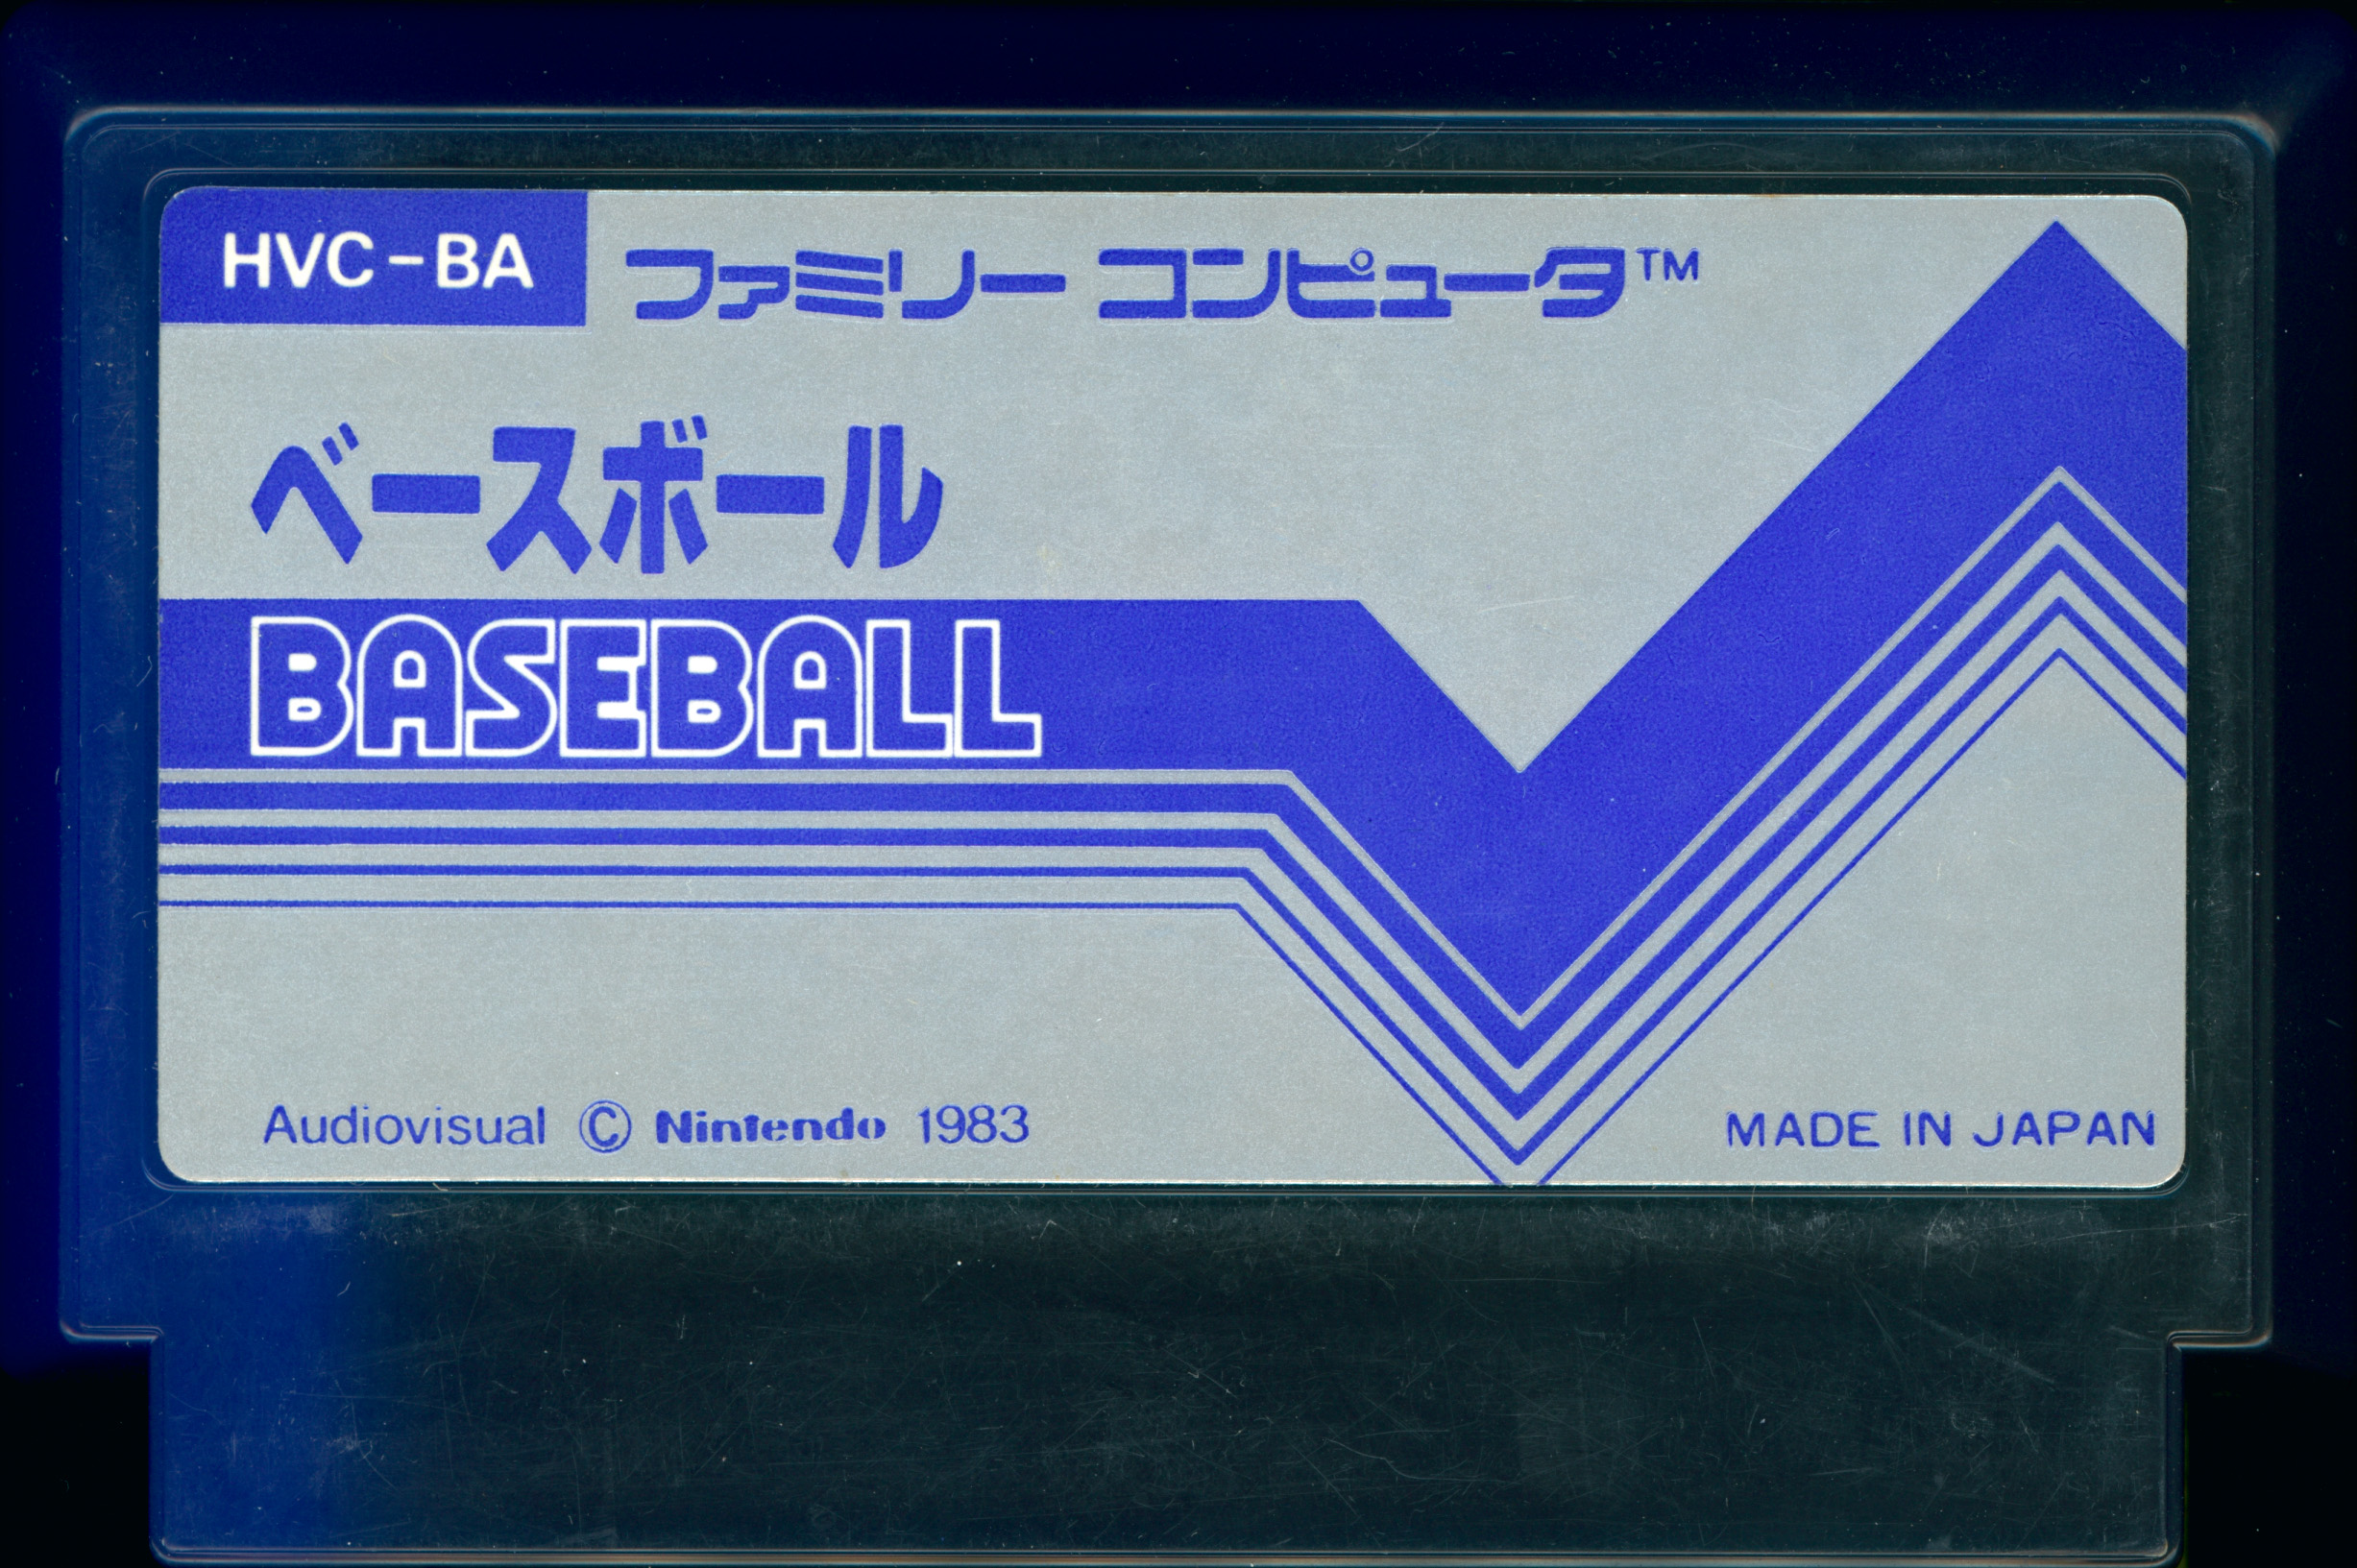 HVC-BA
ファミリー コンピュータ™
ベースボール
BASEBALL
Audiovisual © Nintendo 1983
MADE IN JAPAN